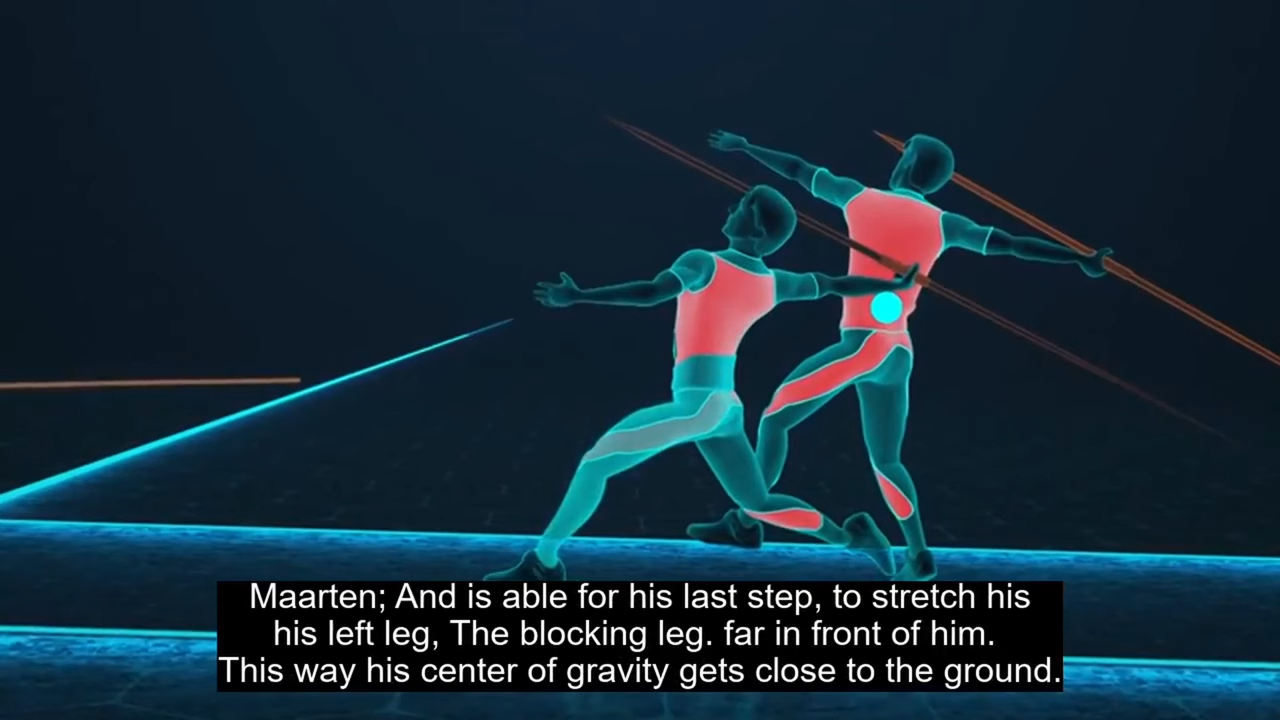 Maarten; And is able for his last step, to stretch his
his left leg, The blocking leg. far in front of him.
This way his center of gravity gets close to the ground.